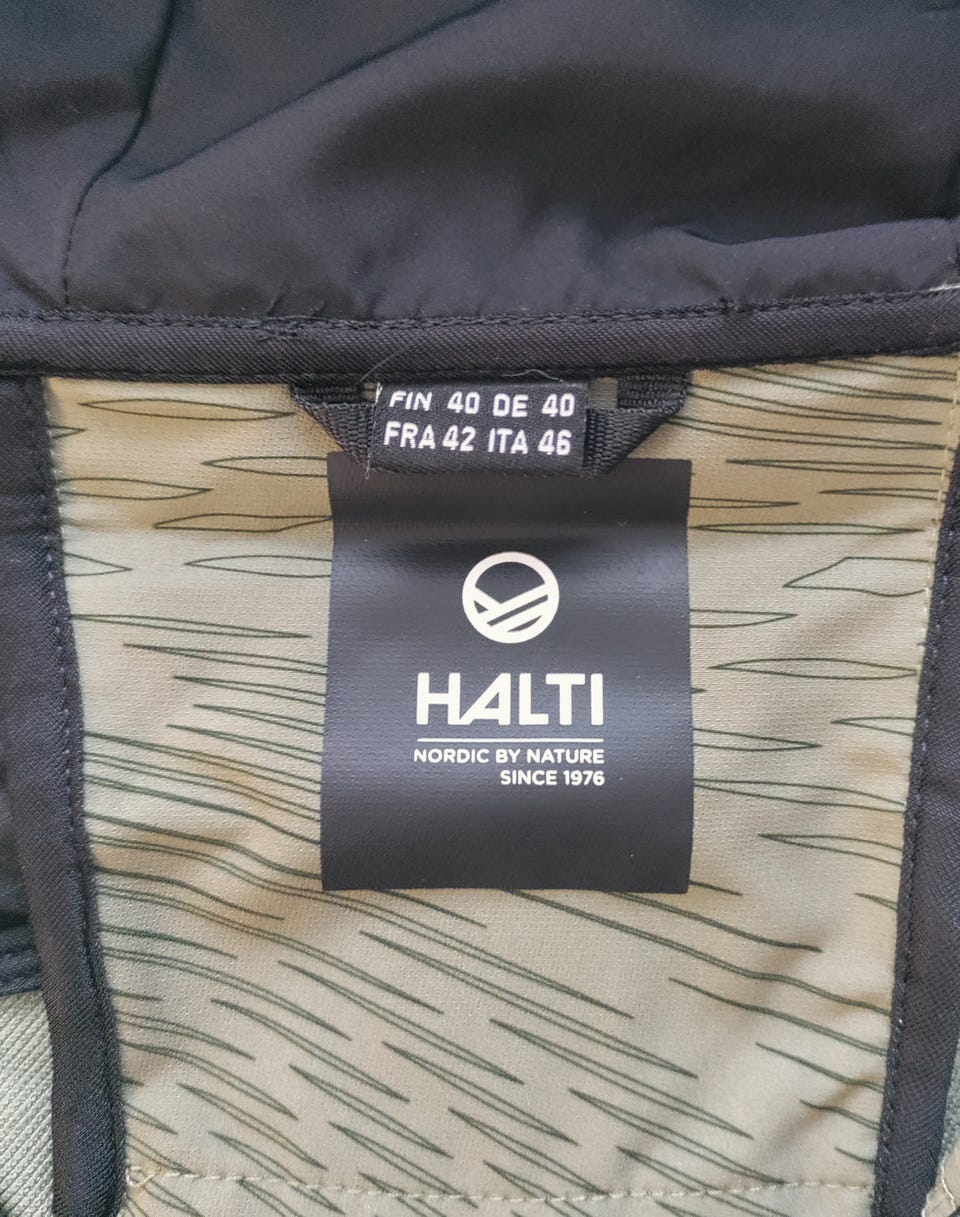 FIN 40 DE 40
FRA 42 ITA 46
HALTI
NORDIC BY NATURE
SINCE 1976